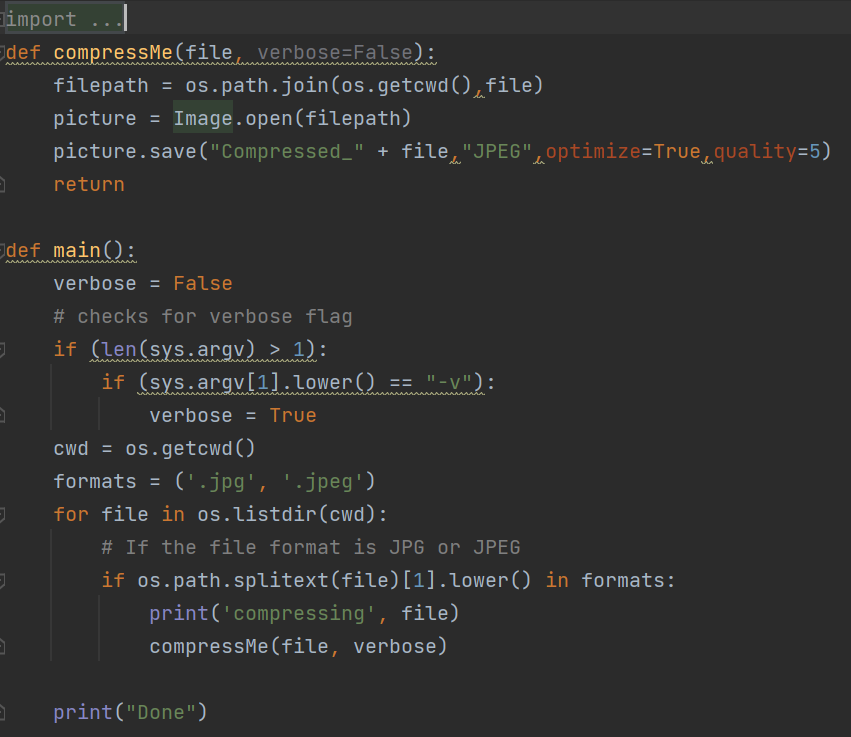 import ...
def compressMe(file, verbose=False):
    filepath = os.path.join(os.getcwd(),file)
    picture = Image.open(filepath)
    picture.save("Compressed_" + file,"JPEG",optimize=True,quality=5)
    return

def main():
    verbose = False
    # checks for verbose flag
    if (len(sys.argv) > 1):
        if (sys.argv[1].lower() == "-v"):
            verbose = True
    cwd = os.getcwd()
    formats = ('.jpg', '.jpeg')
    for file in os.listdir(cwd):
        # If the file format is JPG or JPEG
        if os.path.splitext(file)[1].lower() in formats:
            print('compressing', file)
            compressMe(file, verbose)

    print("Done")